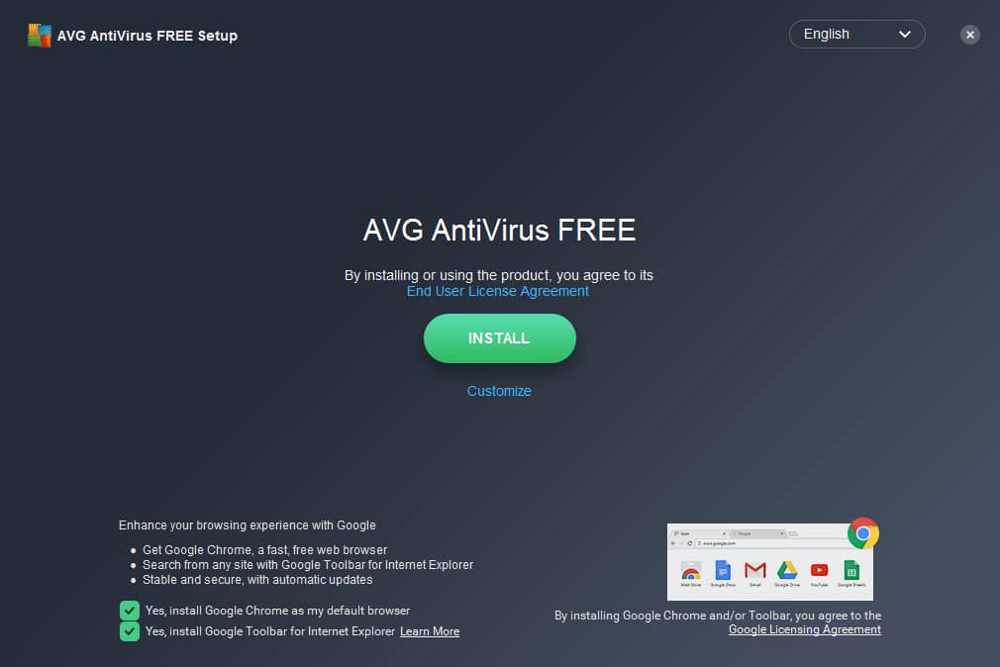 AVG AntiVirus FREE Setup
English
AVG AntiVirus FREE
By installing or using the product, you agree to its
End User License Agreement
INSTALL
Customize
Enhance your browsing experience with Google
Get Google Chrome, a fast, free web browser
Search from any site with Google Toolbar for Internet Explorer
Stable and secure, with automatic updates
Yes, install Google Chrome as my default browser
Yes, install Google Toolbar for Internet Explorer Learn More
Apps Google
www.google.com
Web Store Google Docs Gmail Google Drive YouTube Google Sheets
By installing Google Chrome and/or Toolbar, you agree to the
Google Licensing Agreement